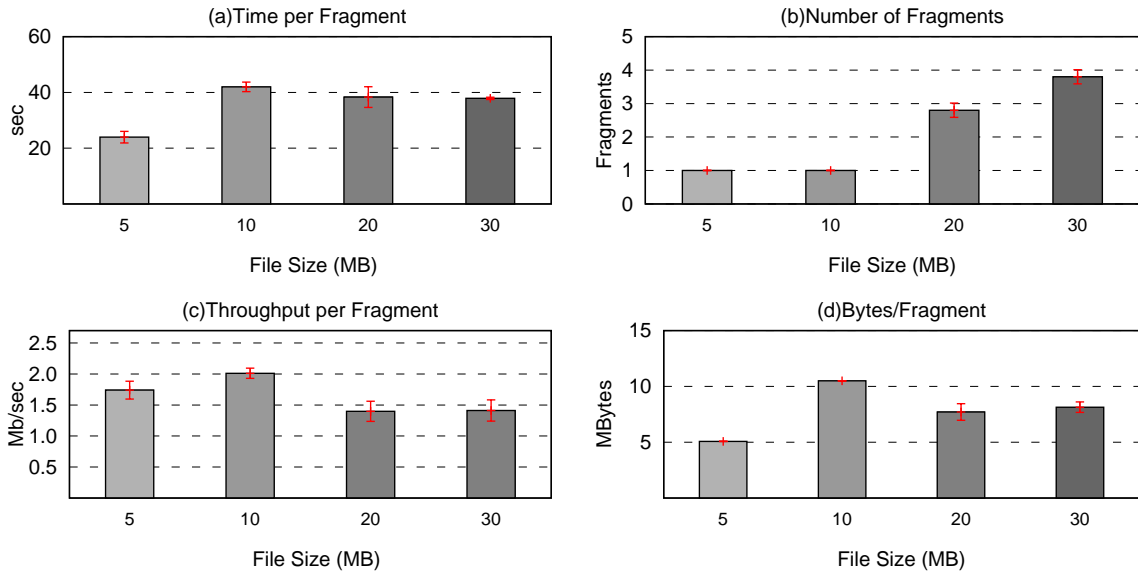 (a)Time per Fragment
60
40
20
sec
5 10 20 30
File Size (MB)
(b)Number of Fragments
5
4
3
2
1
0
Fragments
5 10 20 30
File Size (MB)
(c)Throughput per Fragment
2.5
2.0
1.5
1.0
0.5
Mb/sec
5 10 20 30
File Size (MB)
(d)Bytes/Fragment
15
10
5
MBytes
5 10 20 30
File Size (MB)